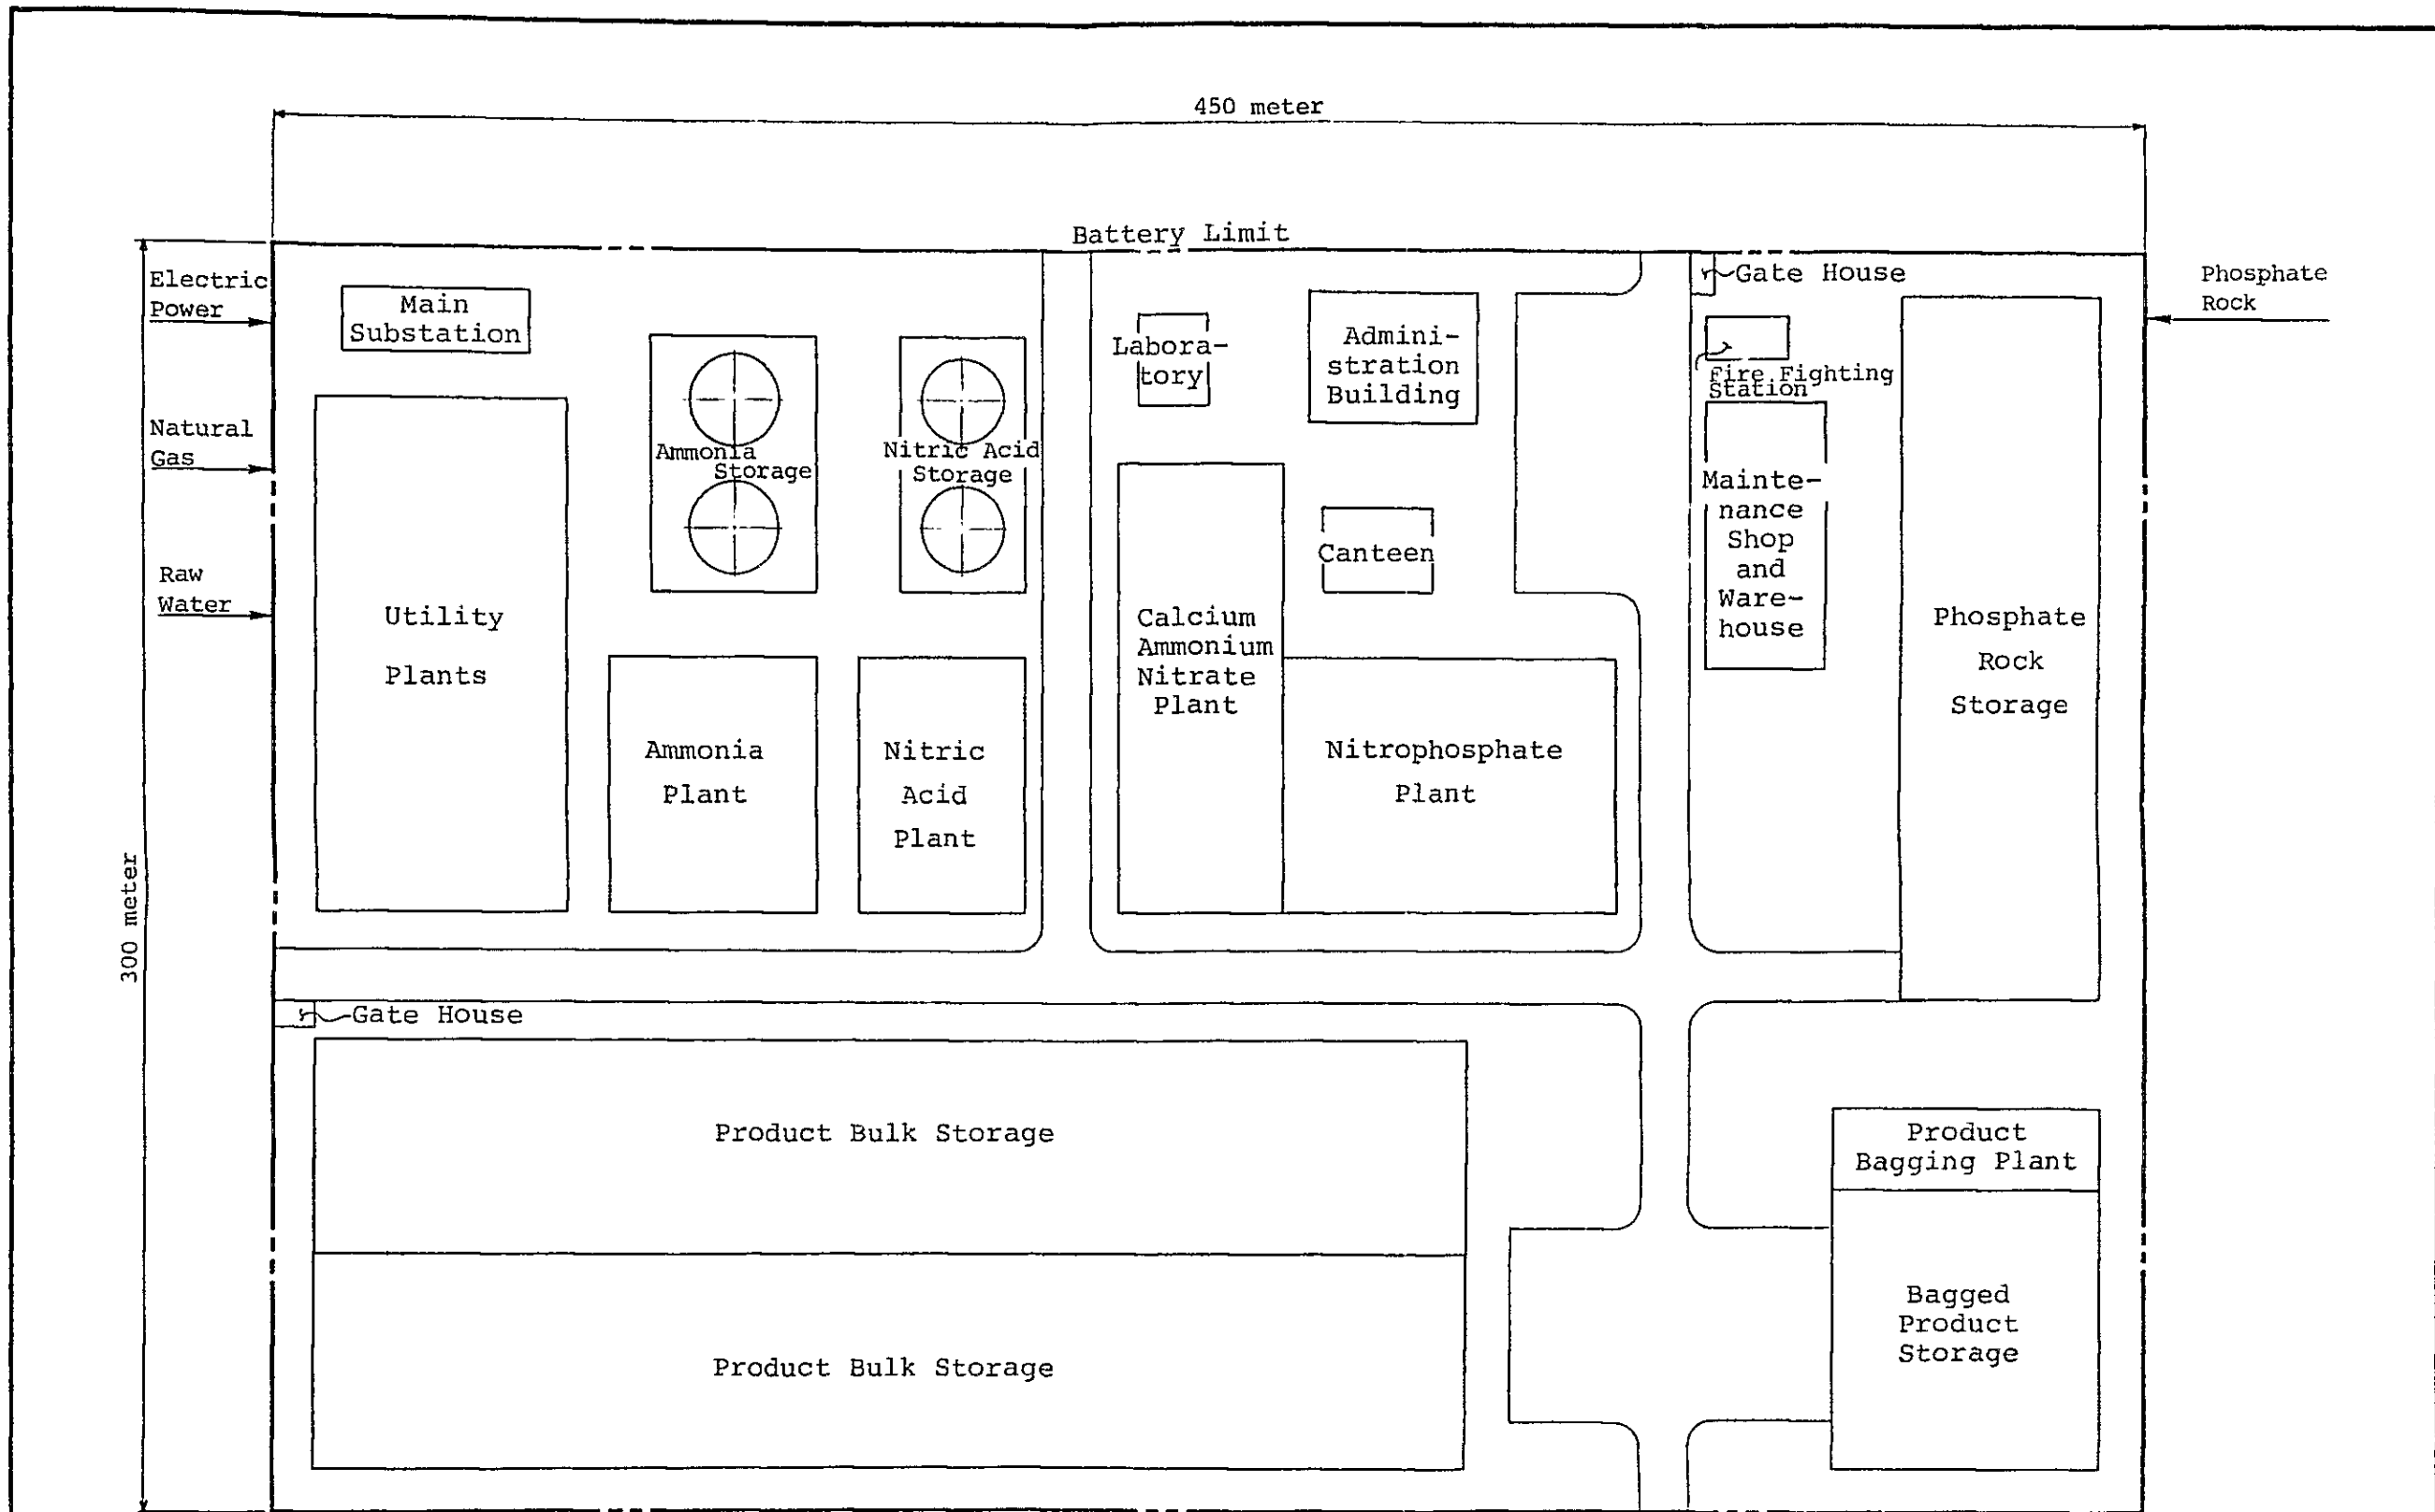 450 meter
Battery Limit
Electric
Power
Main
Substation
Gate House
Phosphate
Rock
Labora-
tory
Admini-
stration
Building
Fire Fighting
Station
Natural
Gas
Ammonia
Storage
Nitric Acid
Storage
Mainte-
nance
Shop
and
Ware-
house
Canteen
Raw
Water
Utility
Plants
Calcium
Ammonium
Nitrate
Plant
Phosphate
Rock
Storage
Ammonia
Plant
Nitric
Acid
Plant
Nitrophosphate
Plant
300 meter
Gate House
Product Bulk Storage
Product
Bagging Plant
Product Bulk Storage
Bagged
Product
Storage